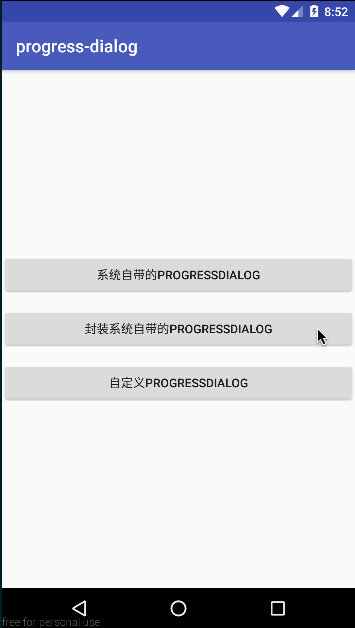 8:52
progress-dialog
系统自带的PROGRESSDIALOG
封装系统自带的PROGRESSDIALOG
自定义PROGRESSDIALOG
free for personal use